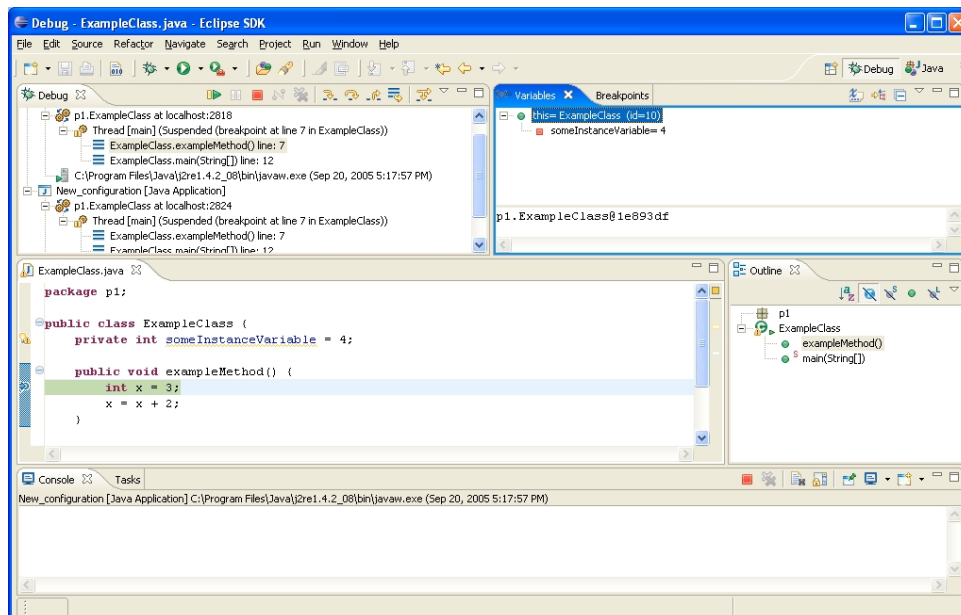 Debug - ExampleClass.java - Eclipse SDK
File Edit Source Refactor Navigate Search Project Run Window Help
Debug Java
Debug
p1.ExampleClass at localhost:2818
Thread [main] (Suspended (breakpoint at line 7 in ExampleClass))
ExampleClass.exampleMethod() line: 7
ExampleClass.main(String[]) line: 12
C:\Program Files\Java\j2re1.4.2_08\bin\javaw.exe (Sep 20, 2005 5:17:57 PM)
New_configuration [Java Application]
p1.ExampleClass at localhost:2824
Thread [main] (Suspended (breakpoint at line 7 in ExampleClass))
ExampleClass.exampleMethod() line: 7
ExampleClass.main(String[]) line: 12
Variables Breakpoints
this= ExampleClass (id=10)
someInstanceVariable= 4
p1.ExampleClass@1e893df
ExampleClass.java
package p1;
public class ExampleClass {
private int someInstanceVariable = 4;
public void exampleMethod() {
int x = 3;
x = x + 2;
}
Outline
p1
ExampleClass
exampleMethod()
main(String[])
Console Tasks
New_configuration [Java Application] C:\Program Files\Java\j2re1.4.2_08\bin\javaw.exe (Sep 20, 2005 5:17:57 PM)